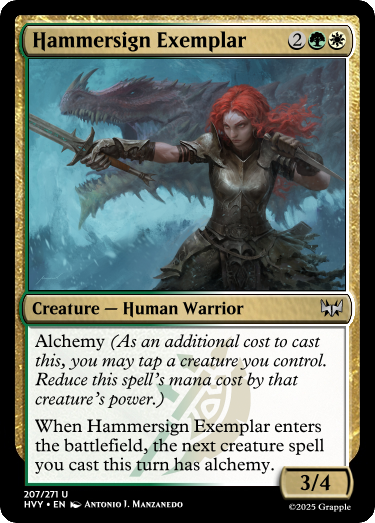 Hammersign Exemplar 2
Creature — Human Warrior
Alchemy (As an additional cost to cast
this, you may tap a creature you control.
Reduce this spell's mana cost by that
creature's power.)
When Hammersign Exemplar enters
the battlefield, the next creature spell
you cast this turn has alchemy.
3/4
207/271 U
HVY • EN Antonio J. Manzanedo
©2025 Grapple